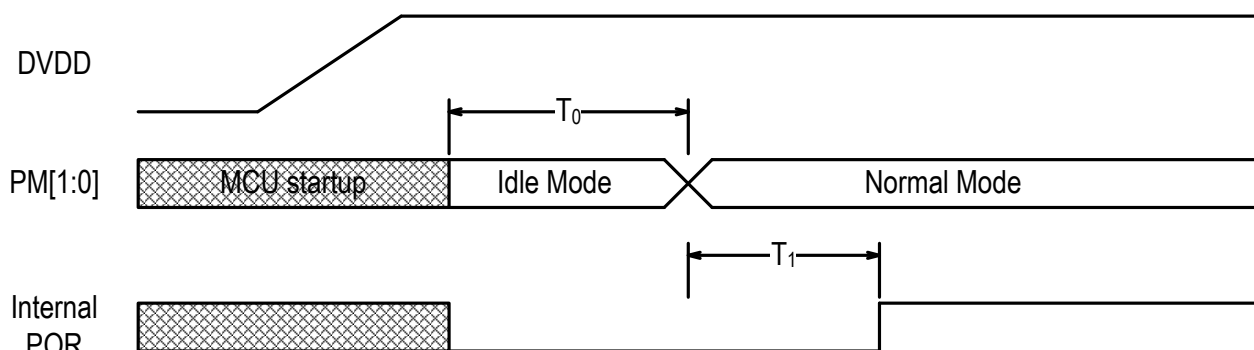 DVDD
T0
PM[1:0]
MCU startup
Idle Mode
Normal Mode
T1
Internal
POR